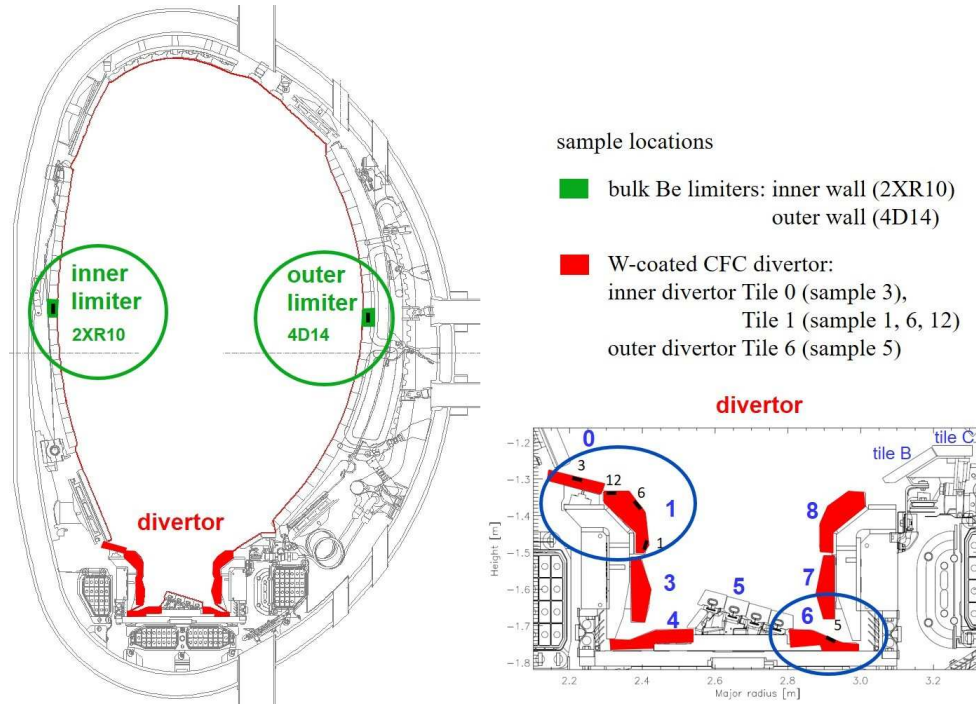 inner
limiter
2XR10
outer
limiter
4D14
divertor
sample locations
bulk Be limiters: inner wall (2XR10)
outer wall (4D14)
W-coated CFC divertor:
inner divertor Tile 0 (sample 3),
Tile 1 (sample 1, 6, 12)
outer divertor Tile 6 (sample 5)
divertor
0
tile C
tile B
3
12
6
1
8
1
3
5
7
4
6
5
-1.2
-1.3
-1.4
-1.5
-1.6
-1.7
-1.8
Height [m]
2.2
2.4
2.6
2.8
3.0
3.2
Major radius [m]